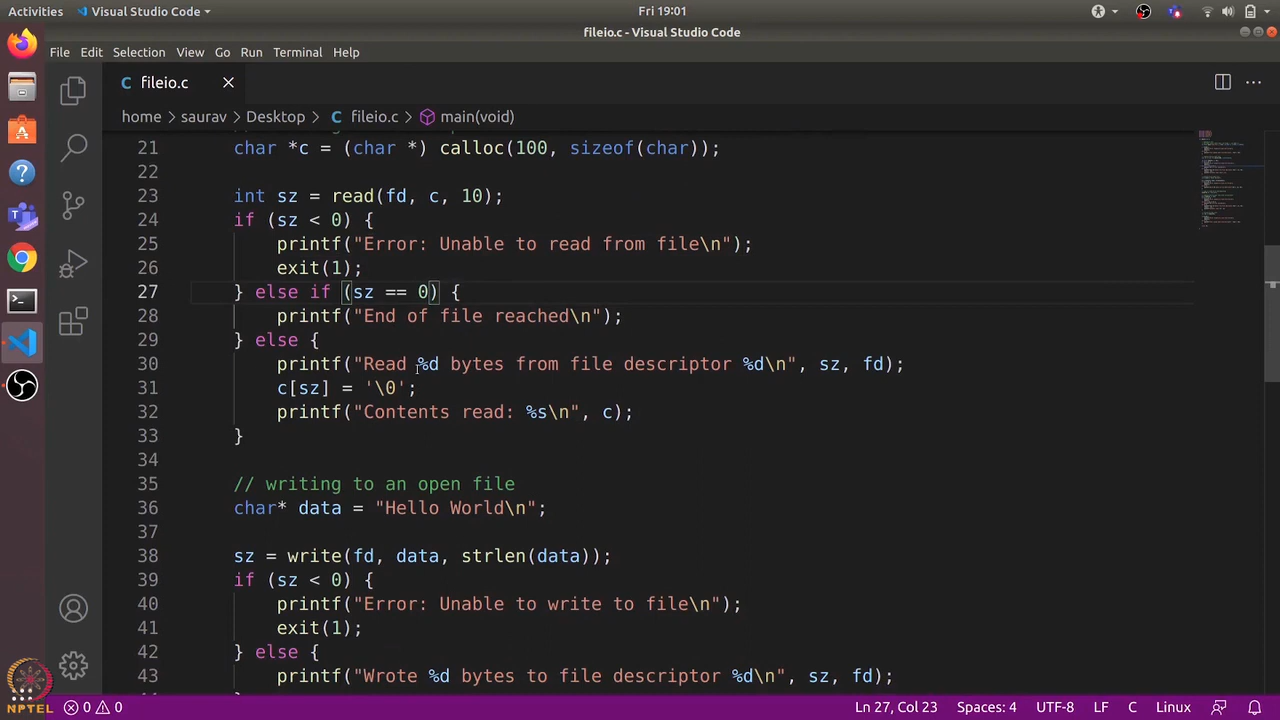 Activities Visual Studio Code Fri 19:01
fileio.c - Visual Studio Code
File Edit Selection View Go Run Terminal Help
C fileio.c
home > saurav > Desktop > C fileio.c > main(void)
21 char *c = (char *) calloc(100, sizeof(char));
22
23 int sz = read(fd, c, 10);
24 if (sz < 0) {
25 printf("Error: Unable to read from file\n");
26 exit(1);
27 } else if (sz == 0) {
28 printf("End of file reached\n");
29 } else {
30 printf("Read %d bytes from file descriptor %d\n", sz, fd);
31 c[sz] = '\0';
32 printf("Contents read: %s\n", c);
33 }
34
35 // writing to an open file
36 char* data = "Hello World\n";
37
38 sz = write(fd, data, strlen(data));
39 if (sz < 0) {
40 printf("Error: Unable to write to file\n");
41 exit(1);
42 } else {
43 printf("Wrote %d bytes to file descriptor %d\n", sz, fd);
NPTEL
0 0 Ln 27, Col 23 Spaces: 4 UTF-8 LF C Linux